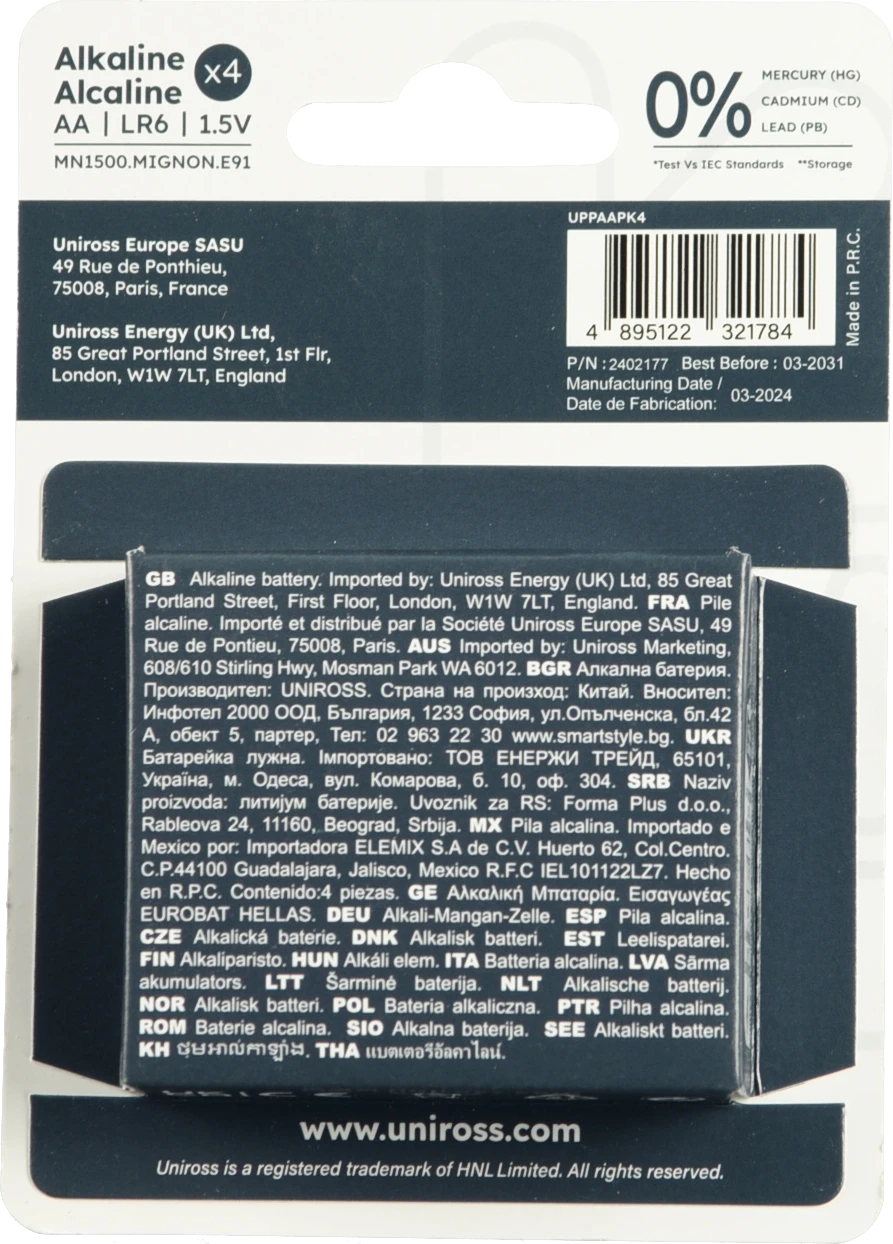 Alkaline
Alcaline
x4
AA | LR6 | 1.5V
MN1500.MIGNON.E91
0%
MERCURY (HG)
CADMIUM (CD)
LEAD (PB)
*Test Vs IEC Standards **Storage
Uniross Europe SASU
49 Rue de Ponthieu,
75008, Paris, France
Uniross Energy (UK) Ltd,
85 Great Portland Street, 1st Flr,
London, W1W 7LT, England
UPPAAPK4
4 895122 321784
Made in P.R.C.
P/N : 2402177 Best Before : 03-2031
Manufacturing Date /
Date de Fabrication: 03-2024
GB Alkaline battery. Imported by: Uniross Energy (UK) Ltd, 85 Great
Portland Street, First Floor, London, W1W 7LT, England. FRA Pile
alcaline. Importé et distribué par la Société Uniross Europe SASU, 49
Rue de Pontieu, 75008, Paris. AUS Imported by: Uniross Marketing,
608/610 Stirling Hwy, Mosman Park WA 6012. BGR Алкална батерия.
Производител: UNIROSS. Страна на произход: Китай. Вносител:
Инфотел 2000 ООД, България, 1233 София, ул.Опълченска, бл.42
А, обект 5, партер, Тел: 02 963 22 30 www.smartstyle.bg. UKR
Батарейка лужна. Імпортовано: ТОВ ЕНЕРЖИ ТРЕЙД, 65101,
Україна, м. Одеса, вул. Комарова, б. 10, оф. 304. SRB Naziv
proizvoda: литијум батерије. Uvoznik za RS: Forma Plus d.o.o.,
Rableova 24, 11160, Beograd, Srbija. MX Pila alcalina. Importado e
Mexico por: Importadora ELEMIX S.A de C.V. Huerto 62, Col.Centro.
C.P.44100 Guadalajara, Jalisco, Mexico R.F.C IEL101122LZ7. Hecho
en R.P.C. Contenido:4 piezas. GE Αλκαλική Μπαταρία. Εισαγωγέας
EUROBAT HELLAS. DEU Alkali-Mangan-Zelle. ESP Pila alcalina.
CZE Alkalická baterie. DNK Alkalisk batteri. EST Leelispatarei.
FIN Alkaliparisto. HUN Alkáli elem. ITA Batteria alcalina. LVA Sārma
akumulators. LTT Šarminė baterija. NLT Alkalische batterij.
NOR Alkalisk batteri. POL Bateria alkaliczna. PTR Pilha alcalina.
ROM Baterie alcalina. SIO Alkalna baterija. SEE Alkaliskt batteri.
KH ថ្មអាល់កាឡាំង. THA แบตเตอรี่อัลคาไลน์.
www.uniross.com
Uniross is a registered trademark of HNL Limited. All rights reserved.